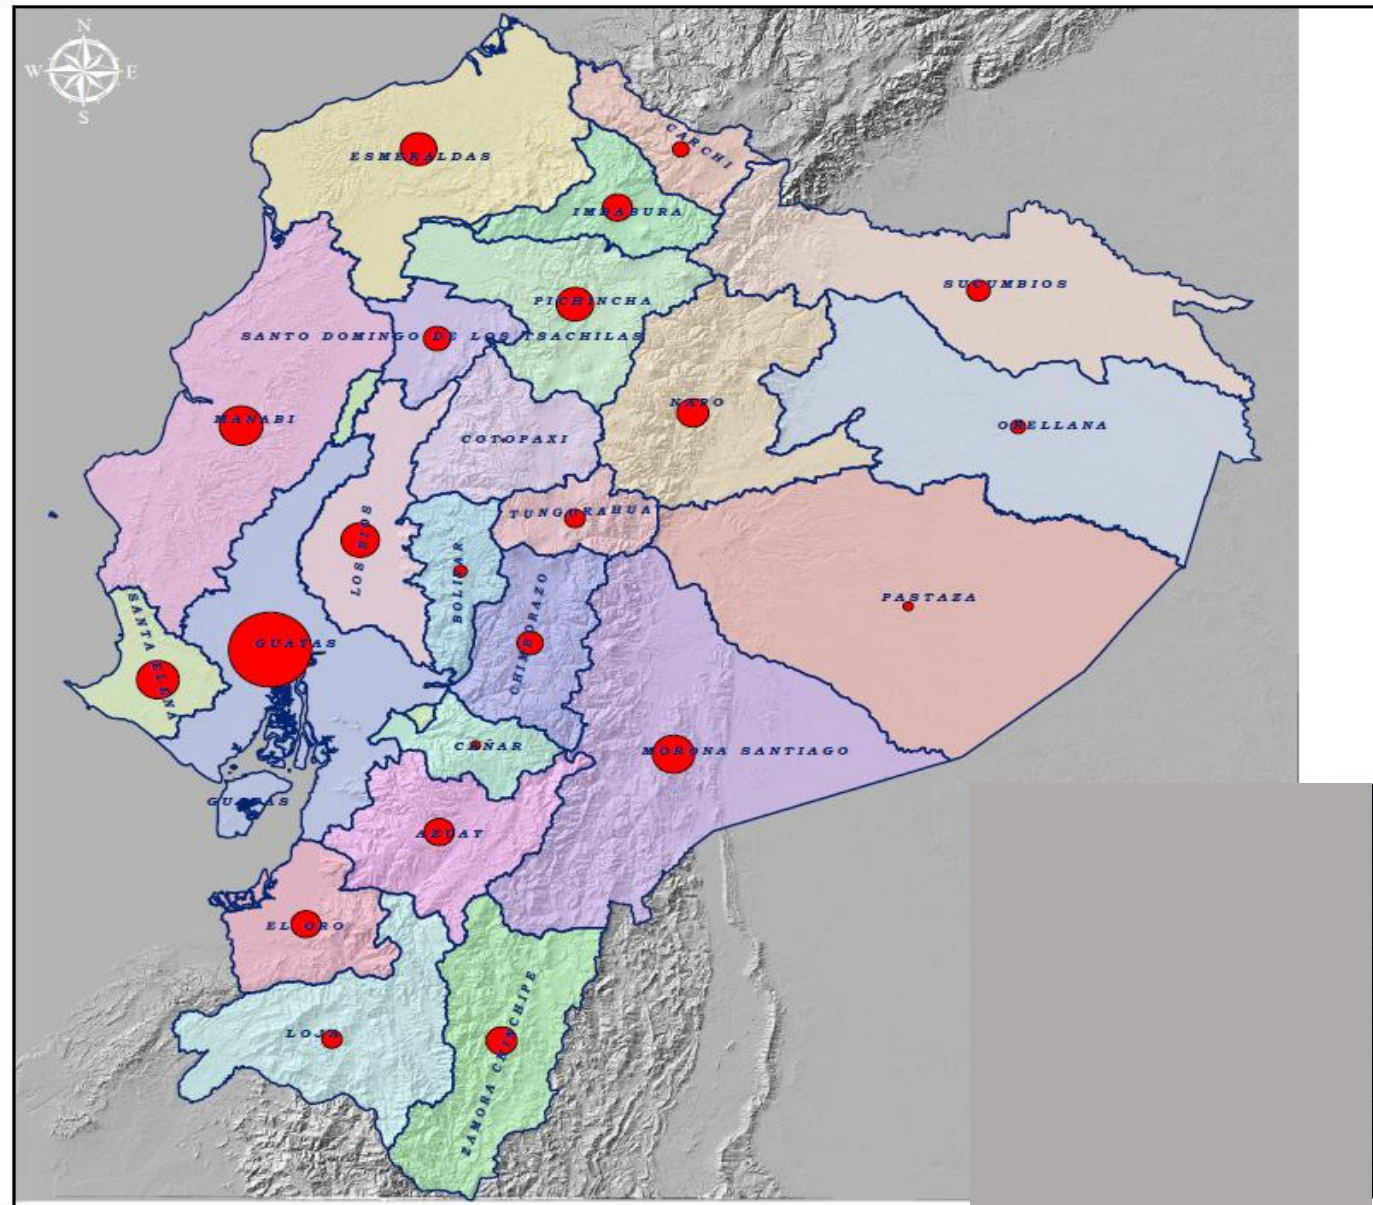 N
W E
S
CARCHI
ESMERALDAS
IMBABURA
SUCUMBIOS
PICHINCHA
SANTO DOMINGO DE LOS TSACHILAS
NAPO
MANABI
ORELLANA
COTOPAXI
TUNGURAHUA
LOS RIOS
BOLIVAR
CHIMBORAZO
PASTAZA
SANTA ELENA
GUAYAS
CAÑAR
MORONA SANTIAGO
GUAYAS
AZUAY
EL ORO
LOJA
ZAMORA CHINCHIPE